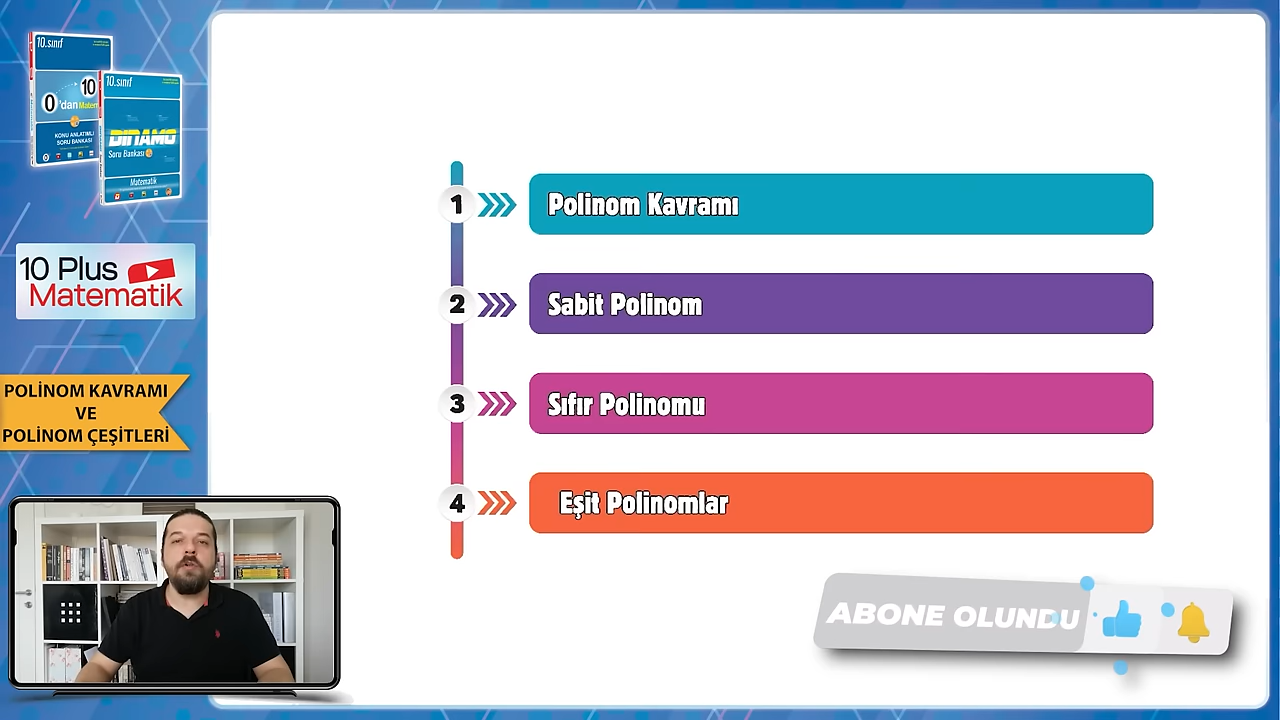 10.sınıf
0 'dan 10
Matem
KONU ANLATIMLI
SORU BANKASI
10.sınıf
DINAMO
Soru Bankası
Matematik
10 Plus
Matematik
POLİNOM KAVRAMI
VE
POLİNOM ÇEŞİTLERİ
1 Polinom Kavramı
2 Sabit Polinom
3 Sıfır Polinomu
4 Eşit Polinomlar
ABONE OLUNDU